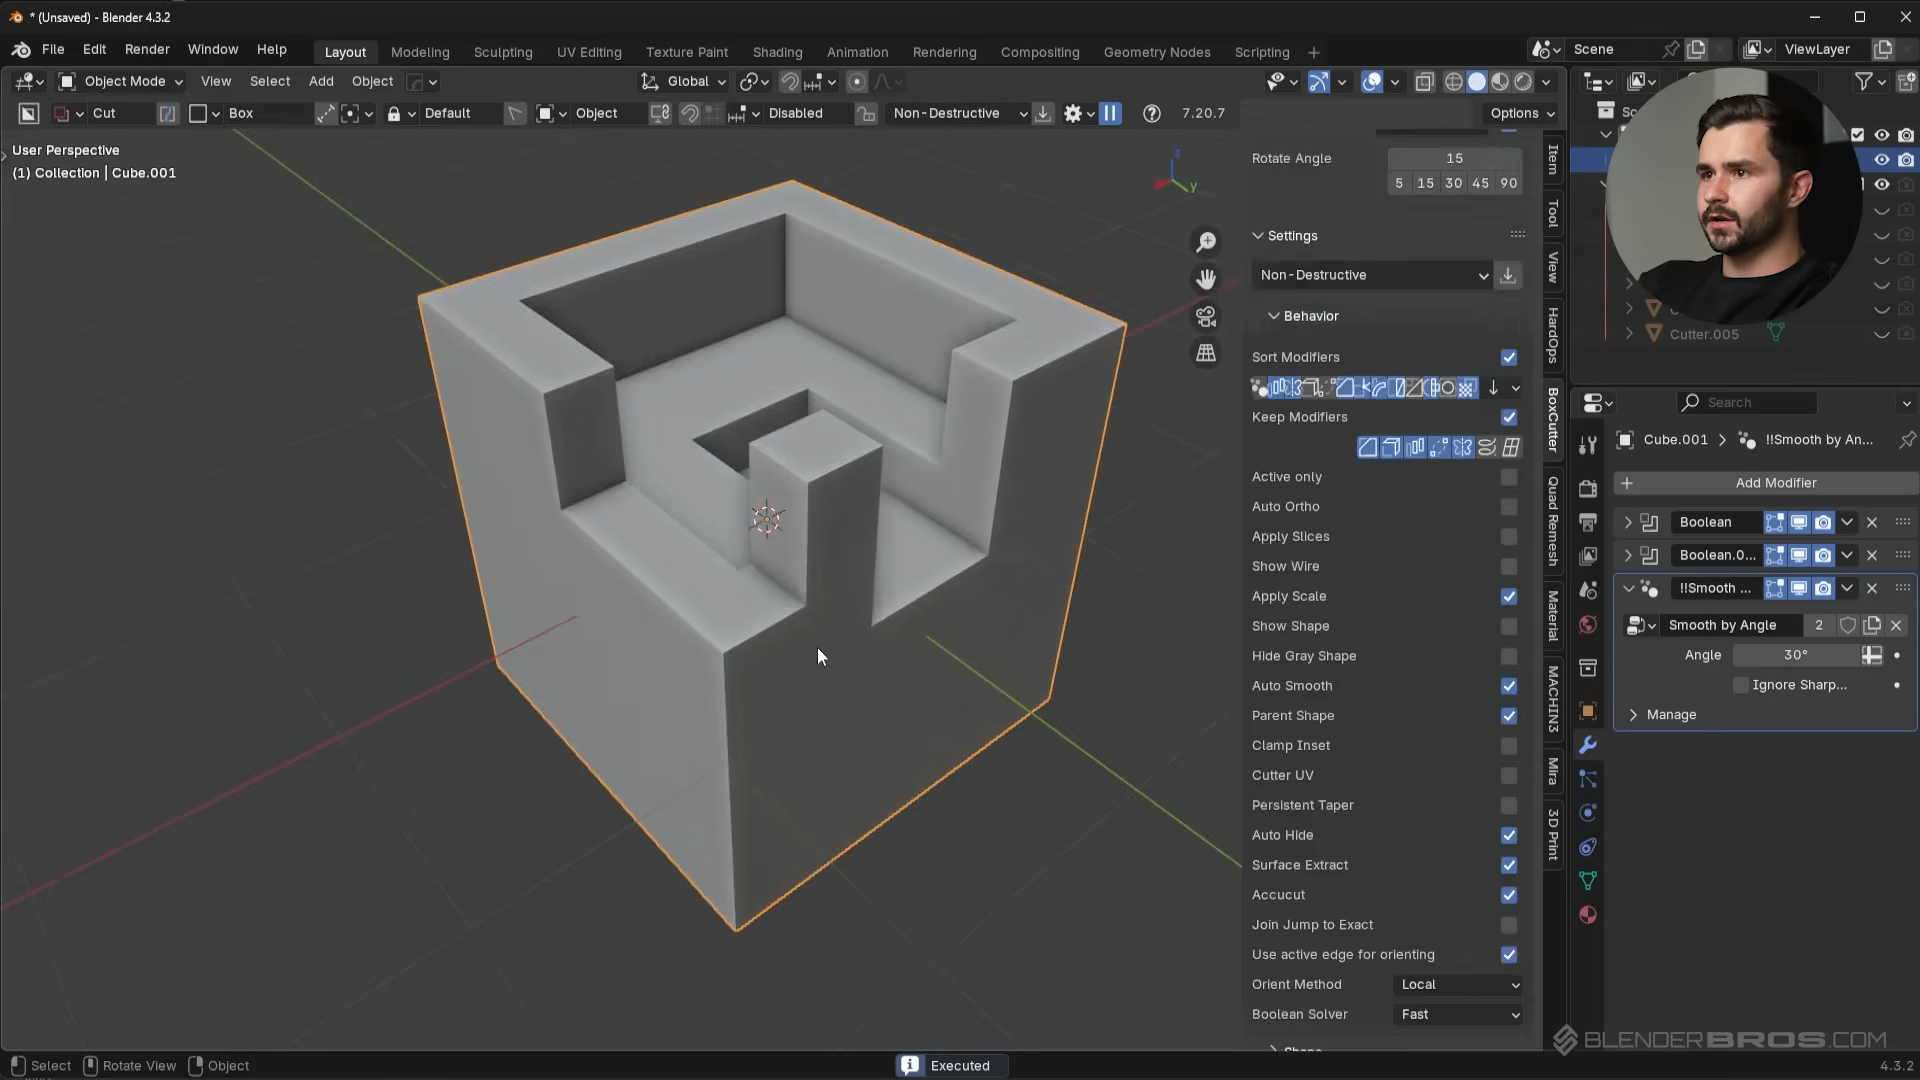 * (Unsaved) - Blender 4.3.2
File Edit Render Window Help
Layout Modeling Sculpting UV Editing Texture Paint Shading Animation Rendering Compositing Geometry Nodes Scripting +
Scene ViewLayer
Object Mode View Select Add Object Global
Cut Box Default Object Disabled Non-Destructive 7.20.7 Options
User Perspective
(1) Collection | Cube.001
z
y
Rotate Angle 15
5 15 30 45 90
Settings
Non-Destructive
Behavior
Sort Modifiers
Keep Modifiers
Active only
Auto Ortho
Apply Slices
Show Wire
Apply Scale
Show Shape
Hide Gray Shape
Auto Smooth
Parent Shape
Clamp Inset
Cutter UV
Persistent Taper
Auto Hide
Surface Extract
Accucut
Join Jump to Exact
Use active edge for orienting
Orient Method Local
Boolean Solver Fast
Item
Tool
View
HardOps
BoxCutter
Quad Remesh
Material
MACHIN3
Mira
3D Print
Sc
Cutter.005
Search
Cube.001 > !!Smooth by An...
+ Add Modifier
Boolean
Boolean.0...
!!Smooth ...
Smooth by Angle 2
Angle 30°
Ignore Sharp...
Manage
BLENDERBROS.COM
Select Rotate View Object
Executed
4.3.2